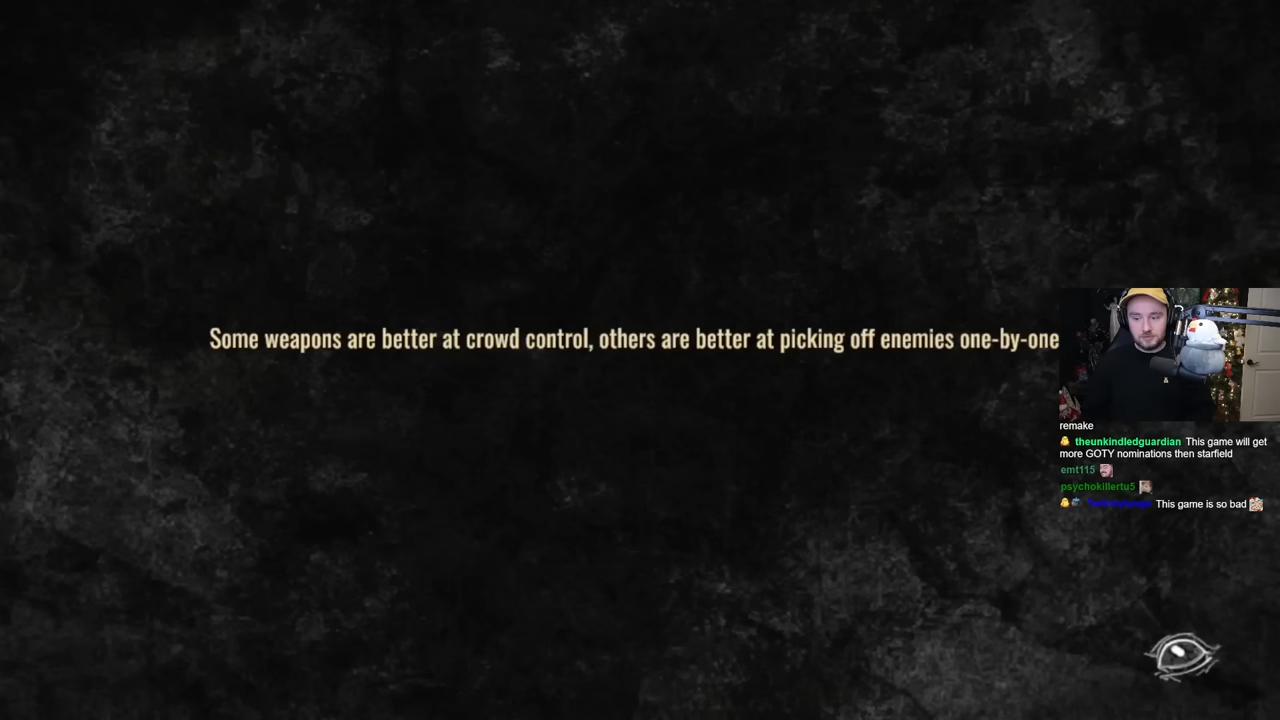 Some weapons are better at crowd control, others are better at picking off enemies one-by-one
remake
theunkindledguardian This game will get
more GOTY nominations then starfield
emt115
psychokillertu5
This game is so bad